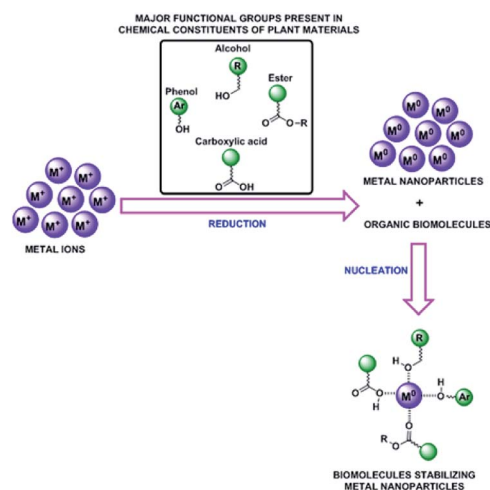 MAJOR FUNCTIONAL GROUPS PRESENT IN
CHEMICAL CONSTITUENTS OF PLANT MATERIALS
Alcohol
R
HO
Phenol
Ar
OH
Ester
O
O-R
Carboxylic acid
O
OH
M⁺
M⁺ M⁺
M⁺ M⁺ M⁺
M⁺ M⁺
METAL IONS
REDUCTION
M⁰ M⁰
M⁰ M⁰ M⁰
M⁰ M⁰ M⁰
METAL NANOPARTICLES
+
ORGANIC BIOMOLECULES
NUCLEATION
R
H
O
O
O
H
M⁰
H
O
Ar
O
R
O
BIOMOLECULES STABILIZING
METAL NANOPARTICLES